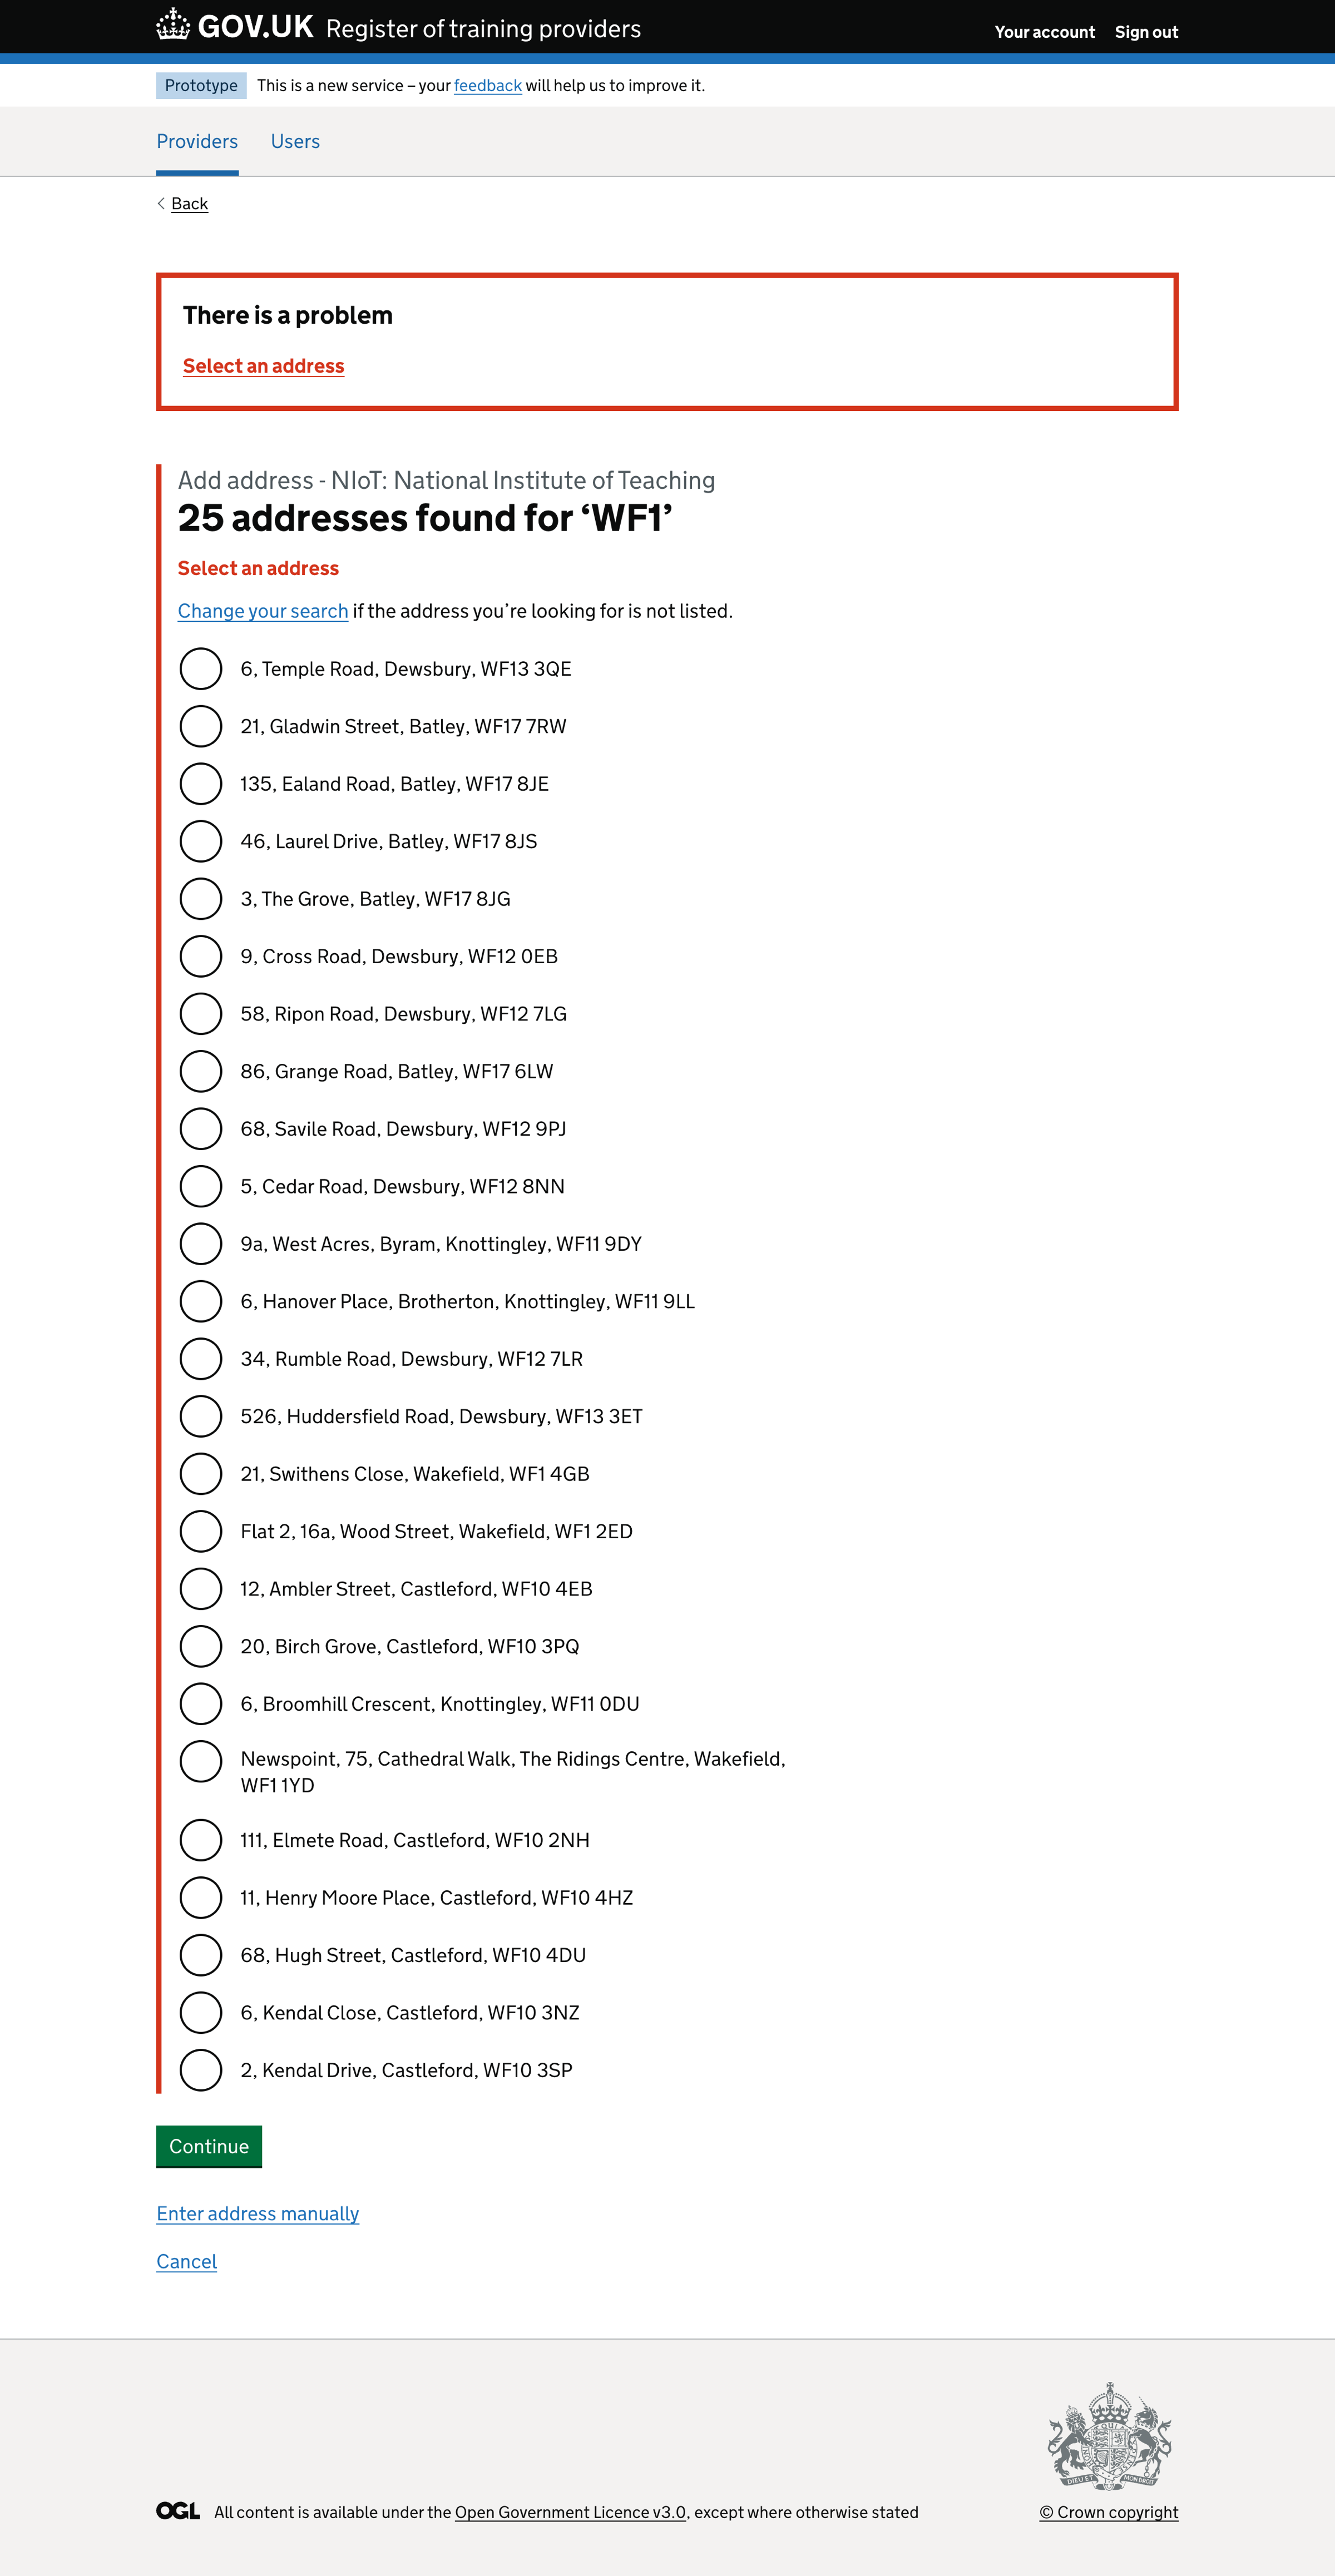 GOV.UK Register of training providers
Your account Sign out
Prototype This is a new service – your feedback will help us to improve it.
Providers Users
Back
There is a problem
Select an address
Add address - NIoT: National Institute of Teaching
25 addresses found for ‘WF1’
Select an address
Change your search if the address you’re looking for is not listed.
6, Temple Road, Dewsbury, WF13 3QE
21, Gladwin Street, Batley, WF17 7RW
135, Ealand Road, Batley, WF17 8JE
46, Laurel Drive, Batley, WF17 8JS
3, The Grove, Batley, WF17 8JG
9, Cross Road, Dewsbury, WF12 0EB
58, Ripon Road, Dewsbury, WF12 7LG
86, Grange Road, Batley, WF17 6LW
68, Savile Road, Dewsbury, WF12 9PJ
5, Cedar Road, Dewsbury, WF12 8NN
9a, West Acres, Byram, Knottingley, WF11 9DY
6, Hanover Place, Brotherton, Knottingley, WF11 9LL
34, Rumble Road, Dewsbury, WF12 7LR
526, Huddersfield Road, Dewsbury, WF13 3ET
21, Swithens Close, Wakefield, WF1 4GB
Flat 2, 16a, Wood Street, Wakefield, WF1 2ED
12, Ambler Street, Castleford, WF10 4EB
20, Birch Grove, Castleford, WF10 3PQ
6, Broomhill Crescent, Knottingley, WF11 0DU
Newspoint, 75, Cathedral Walk, The Ridings Centre, Wakefield,
WF1 1YD
111, Elmete Road, Castleford, WF10 2NH
11, Henry Moore Place, Castleford, WF10 4HZ
68, Hugh Street, Castleford, WF10 4DU
6, Kendal Close, Castleford, WF10 3NZ
2, Kendal Drive, Castleford, WF10 3SP
Continue
Enter address manually
Cancel
DIEU ET MON DROIT
OGL All content is available under the Open Government Licence v3.0, except where otherwise stated
© Crown copyright